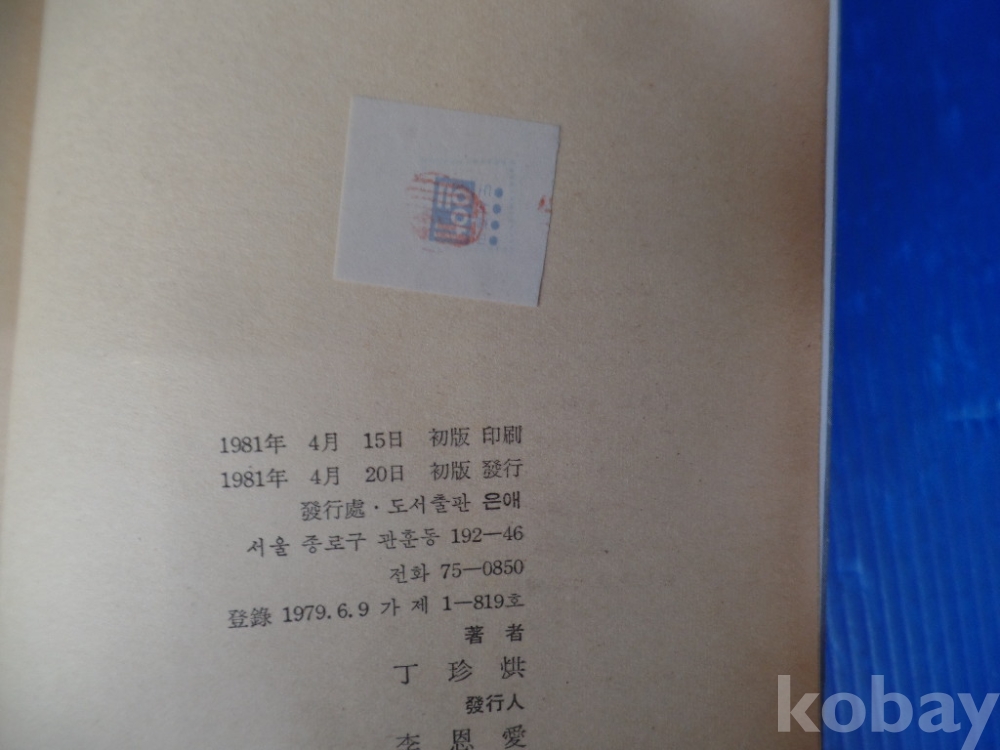 1981年 4月 15日 初版 印刷
1981年 4月 20日 初版 發行
發行處·도서출판 은애
서울 종로구 관훈동 192—46
전화 75—0850
登錄 1979.6.9 가 제 1—819호
著 者
丁 珍 烘
發行人
李 恩 愛
kobay